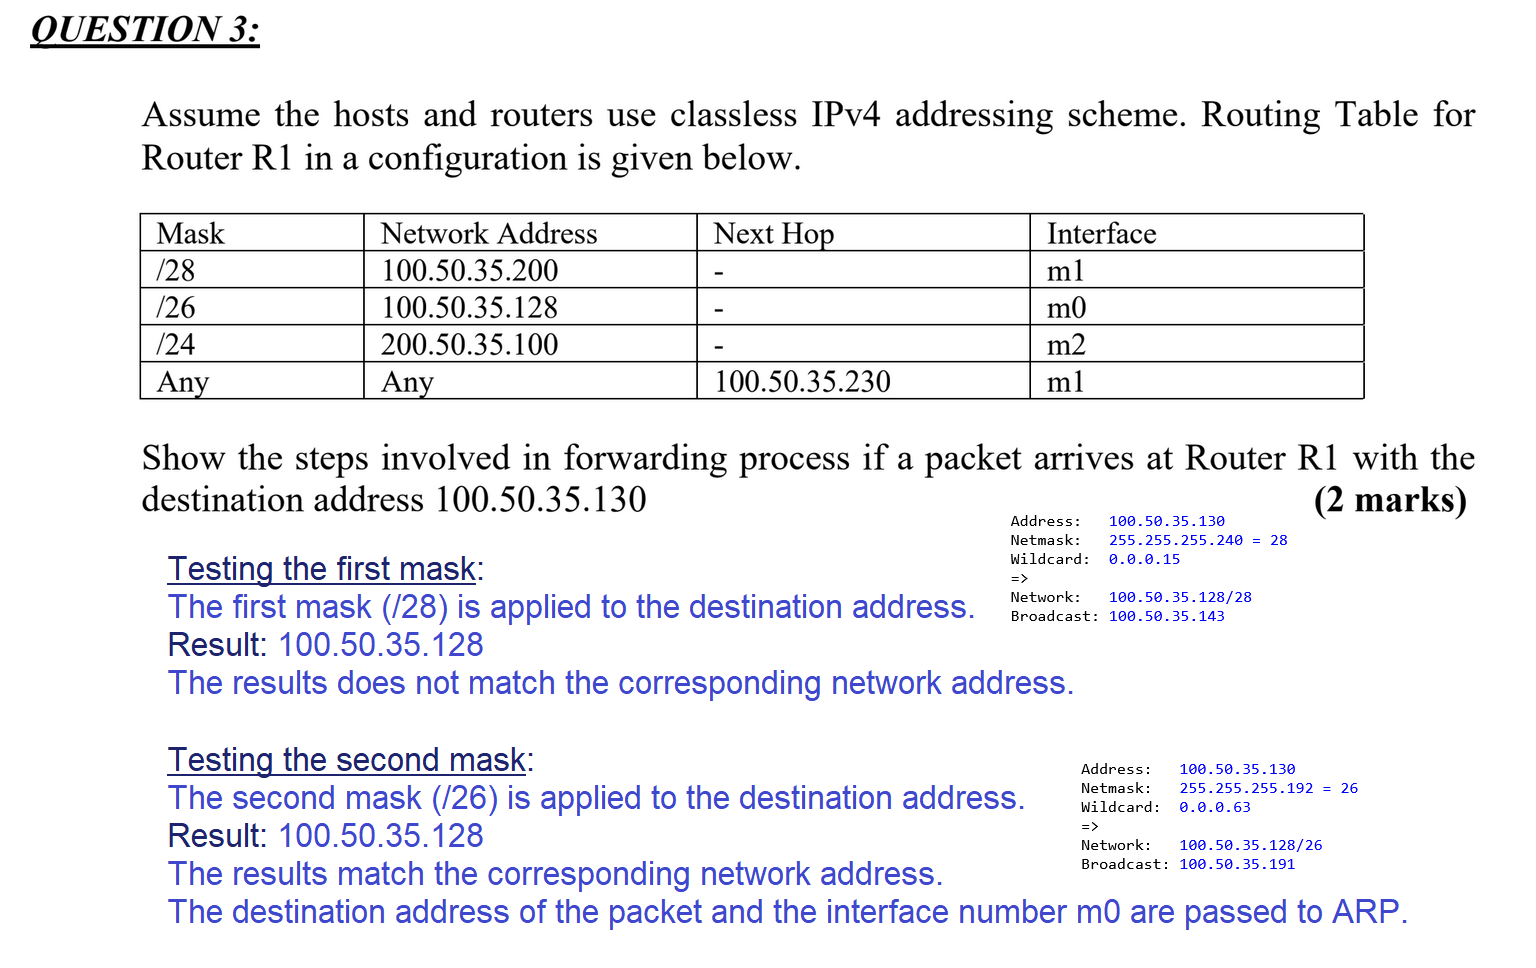 QUESTION 3:
Assume the hosts and routers use classless IPv4 addressing scheme. Routing Table for
Router R1 in a configuration is given below.
Mask Network Address Next Hop Interface
/28 100.50.35.200 - m1
/26 100.50.35.128 - m0
/24 200.50.35.100 - m2
Any Any 100.50.35.230 m1
Show the steps involved in forwarding process if a packet arrives at Router R1 with the
destination address 100.50.35.130 (2 marks)
Testing the first mask:
The first mask (/28) is applied to the destination address.
Result: 100.50.35.128
The results does not match the corresponding network address.
Address: 100.50.35.130
Netmask: 255.255.255.240 = 28
Wildcard: 0.0.0.15
=>
Network: 100.50.35.128/28
Broadcast: 100.50.35.143
Testing the second mask:
The second mask (/26) is applied to the destination address.
Result: 100.50.35.128
The results match the corresponding network address.
The destination address of the packet and the interface number m0 are passed to ARP.
Address: 100.50.35.130
Netmask: 255.255.255.192 = 26
Wildcard: 0.0.0.63
=>
Network: 100.50.35.128/26
Broadcast: 100.50.35.191